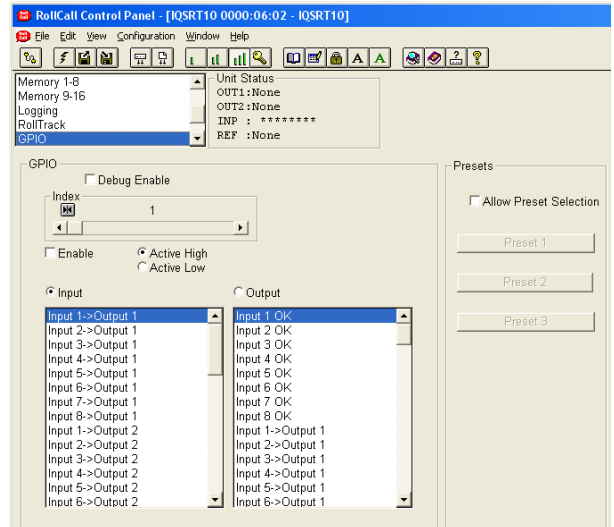 RollCall Control Panel - [IQSRT10 0000:06:02 - IQSRT10]
File Edit View Configuration Window Help
A A
Memory 1-8
Memory 9-16
Logging
RollTrack
GPIO
Unit Status
OUT1:None
OUT2:None
INP : ********
REF :None
GPIO
Debug Enable
Index
1
Enable
Active High
Active Low
Input
Input 1->Output 1
Input 2->Output 1
Input 3->Output 1
Input 4->Output 1
Input 5->Output 1
Input 6->Output 1
Input 7->Output 1
Input 8->Output 1
Input 1->Output 2
Input 2->Output 2
Input 3->Output 2
Input 4->Output 2
Input 5->Output 2
Input 6->Output 2
Output
Input 1 OK
Input 2 OK
Input 3 OK
Input 4 OK
Input 5 OK
Input 6 OK
Input 7 OK
Input 8 OK
Input 1->Output 1
Input 2->Output 1
Input 3->Output 1
Input 4->Output 1
Input 5->Output 1
Input 6->Output 1
Presets
Allow Preset Selection
Preset 1
Preset 2
Preset 3